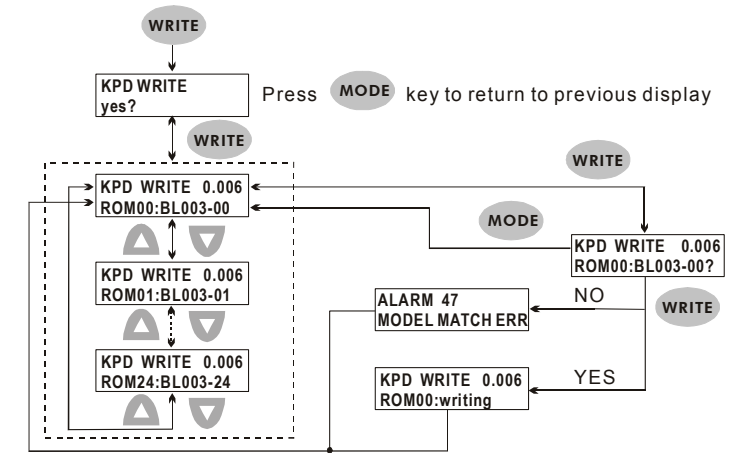 WRITE
KPD WRITE
yes?
Press MODE key to return to previous display
WRITE
KPD WRITE 0.006
ROM00:BL003-00
KPD WRITE 0.006
ROM01:BL003-01
KPD WRITE 0.006
ROM24:BL003-24
WRITE
MODE
KPD WRITE 0.006
ROM00:BL003-00?
WRITE
NO
ALARM 47
MODEL MATCH ERR
YES
KPD WRITE 0.006
ROM00:writing